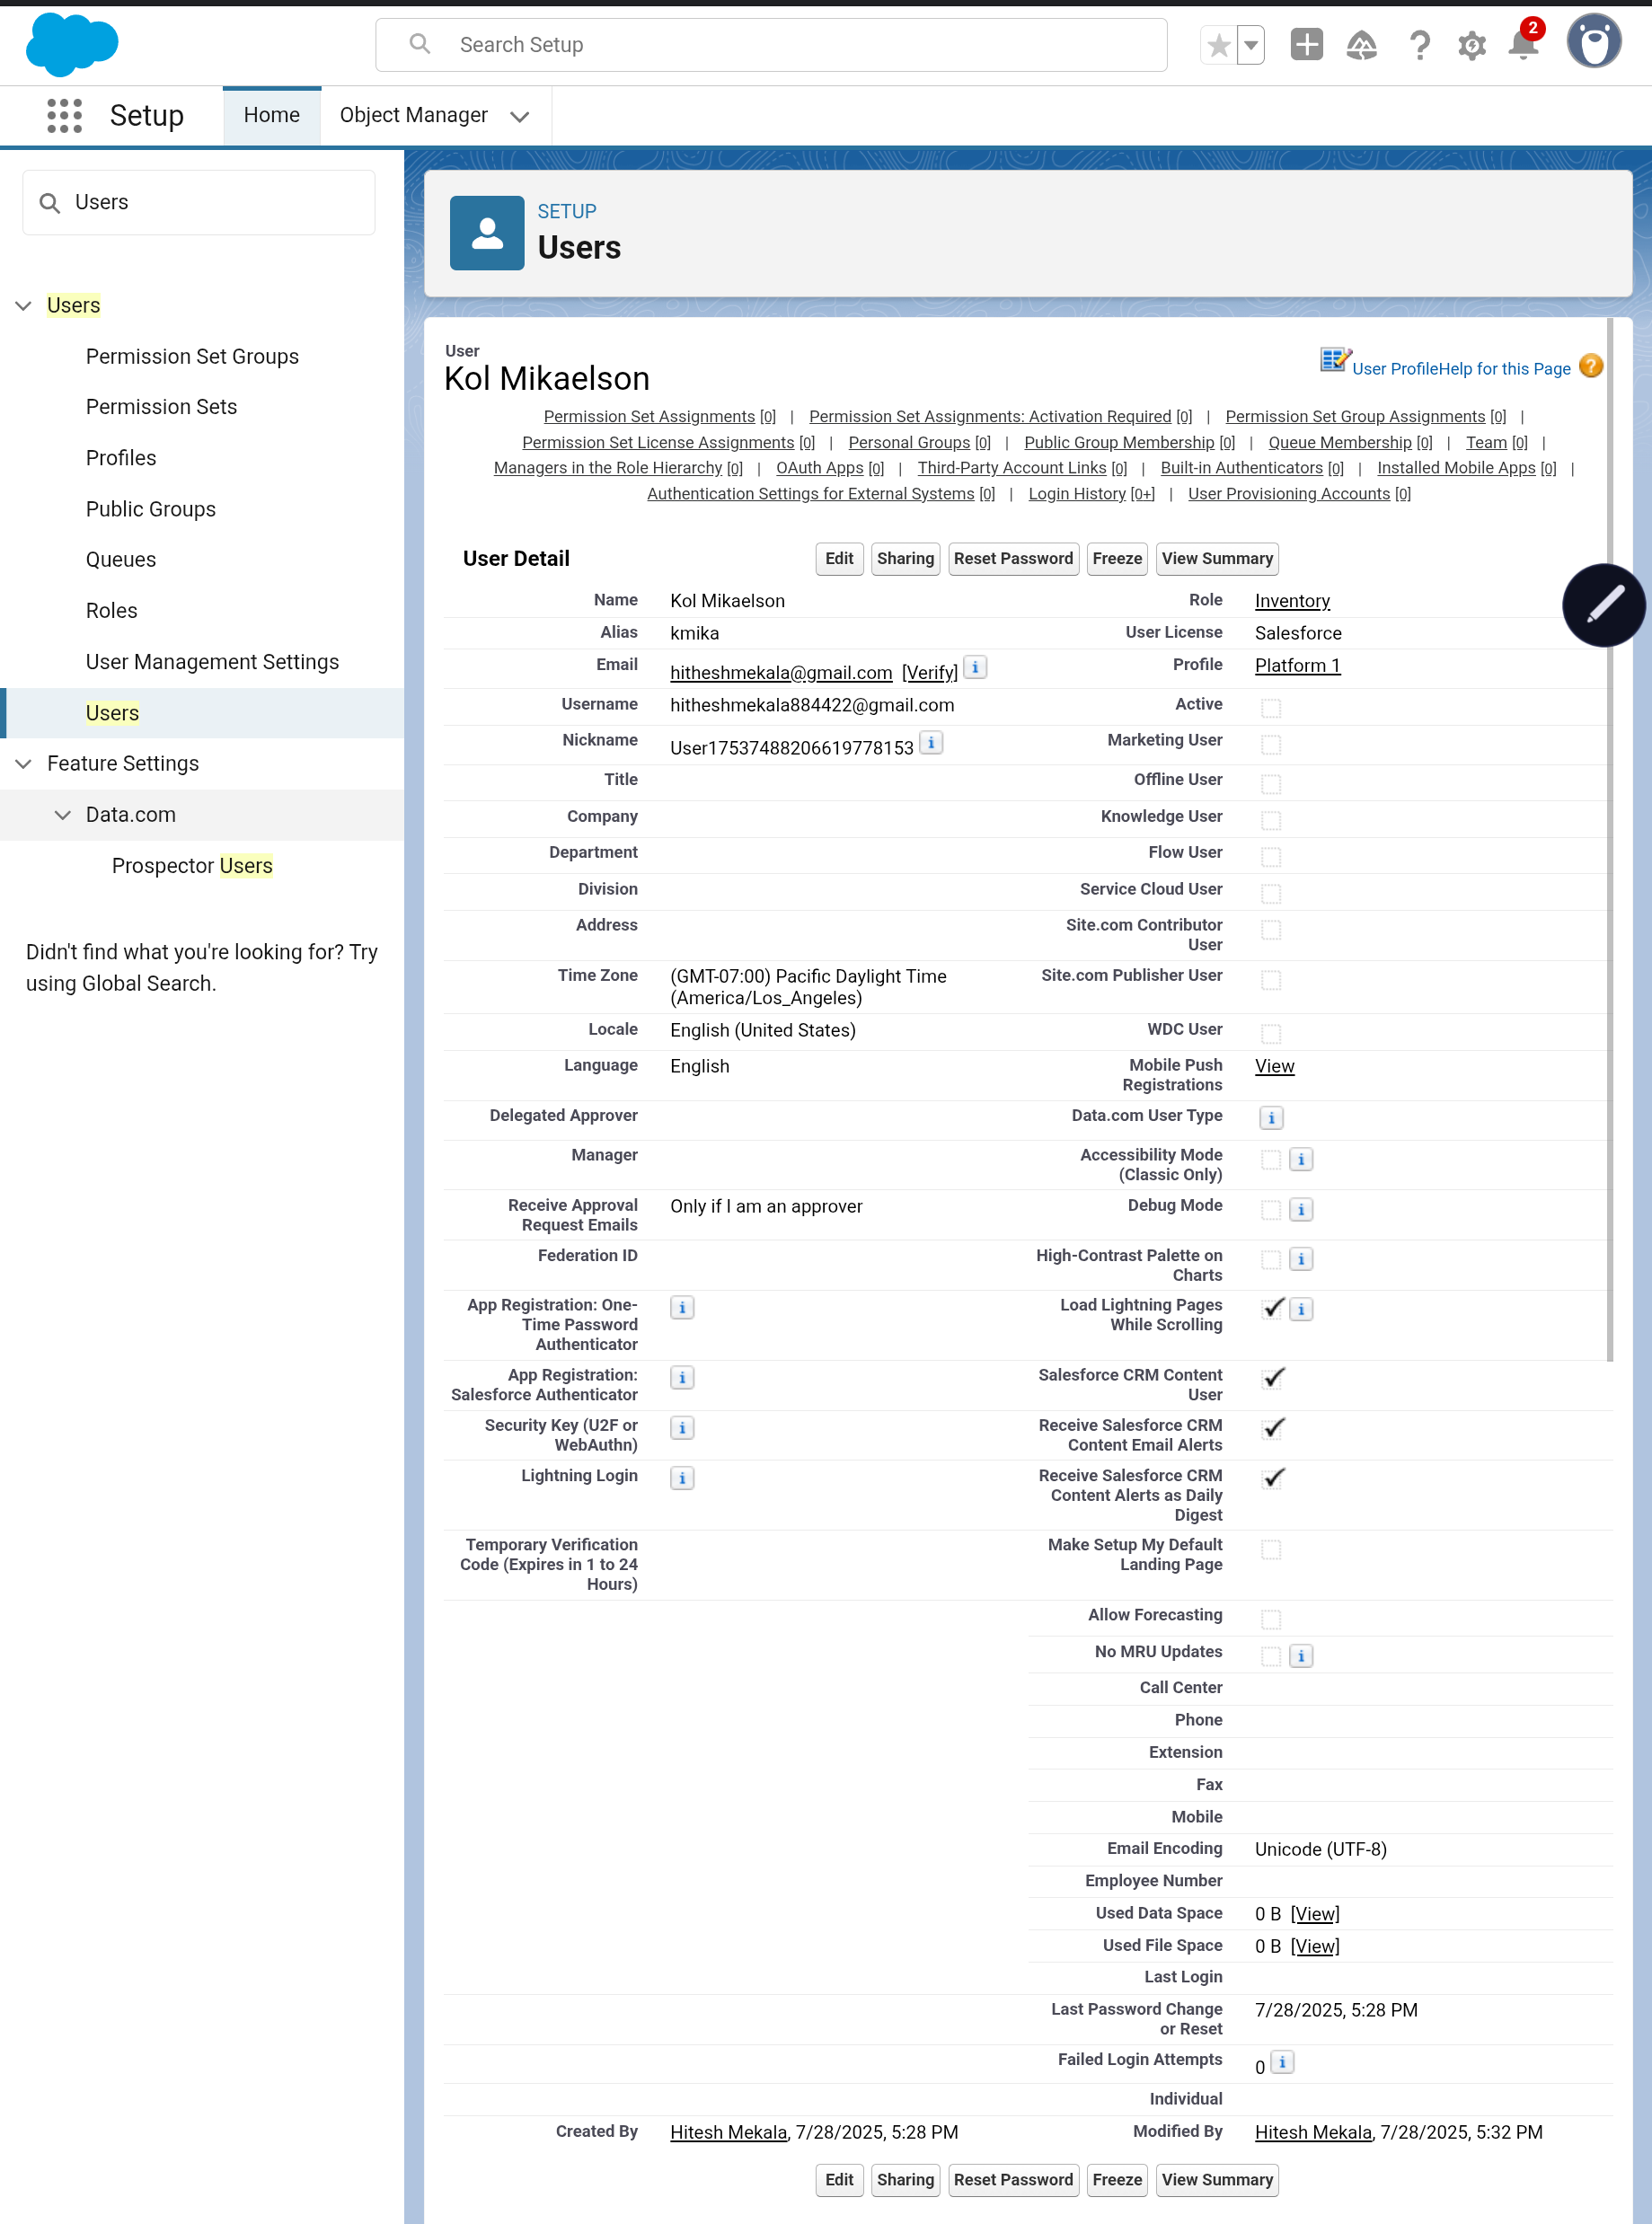 Search Setup
2
Setup
Home
Object Manager
Users
Users
Permission Set Groups
Permission Sets
Profiles
Public Groups
Queues
Roles
User Management Settings
Users
Feature Settings
Data.com
Prospector Users
Didn't find what you're looking for? Try
using Global Search.
SETUP
Users
User
Kol Mikaelson
User ProfileHelp for this Page
Permission Set Assignments [0] | Permission Set Assignments: Activation Required [0] | Permission Set Group Assignments [0] |
Permission Set License Assignments [0] | Personal Groups [0] | Public Group Membership [0] | Queue Membership [0] | Team [0] |
Managers in the Role Hierarchy [0] | OAuth Apps [0] | Third-Party Account Links [0] | Built-in Authenticators [0] | Installed Mobile Apps [0] |
Authentication Settings for External Systems [0] | Login History [0+] | User Provisioning Accounts [0]
User Detail
Edit Sharing Reset Password Freeze View Summary
Name Kol Mikaelson Role Inventory
Alias kmika User License Salesforce
Email hitheshmekala@gmail.com [Verify] i Profile Platform 1
Username hitheshmekala884422@gmail.com Active
Nickname User17537488206619778153 i Marketing User
Title Offline User
Company Knowledge User
Department Flow User
Division Service Cloud User
Address Site.com Contributor
User
Time Zone (GMT-07:00) Pacific Daylight Time Site.com Publisher User
(America/Los_Angeles)
Locale English (United States) WDC User
Language English Mobile Push
Registrations View
Delegated Approver Data.com User Type i
Manager Accessibility Mode
(Classic Only) i
Receive Approval
Request Emails Only if I am an approver Debug Mode i
Federation ID High-Contrast Palette on
Charts i
App Registration: One-
Time Password
Authenticator i
Load Lightning Pages
While Scrolling i
App Registration:
Salesforce Authenticator i
Salesforce CRM Content
User
Security Key (U2F or
WebAuthn) i
Receive Salesforce CRM
Content Email Alerts
Lightning Login i
Receive Salesforce CRM
Content Alerts as Daily
Digest
Temporary Verification
Code (Expires in 1 to 24
Hours)
Make Setup My Default
Landing Page
Allow Forecasting
No MRU Updates i
Call Center
Phone
Extension
Fax
Mobile
Email Encoding Unicode (UTF-8)
Employee Number
Used Data Space 0 B [View]
Used File Space 0 B [View]
Last Login
Last Password Change
or Reset 7/28/2025, 5:28 PM
Failed Login Attempts 0 i
Individual
Created By Hitesh Mekala, 7/28/2025, 5:28 PM Modified By Hitesh Mekala, 7/28/2025, 5:32 PM
Edit Sharing Reset Password Freeze View Summary